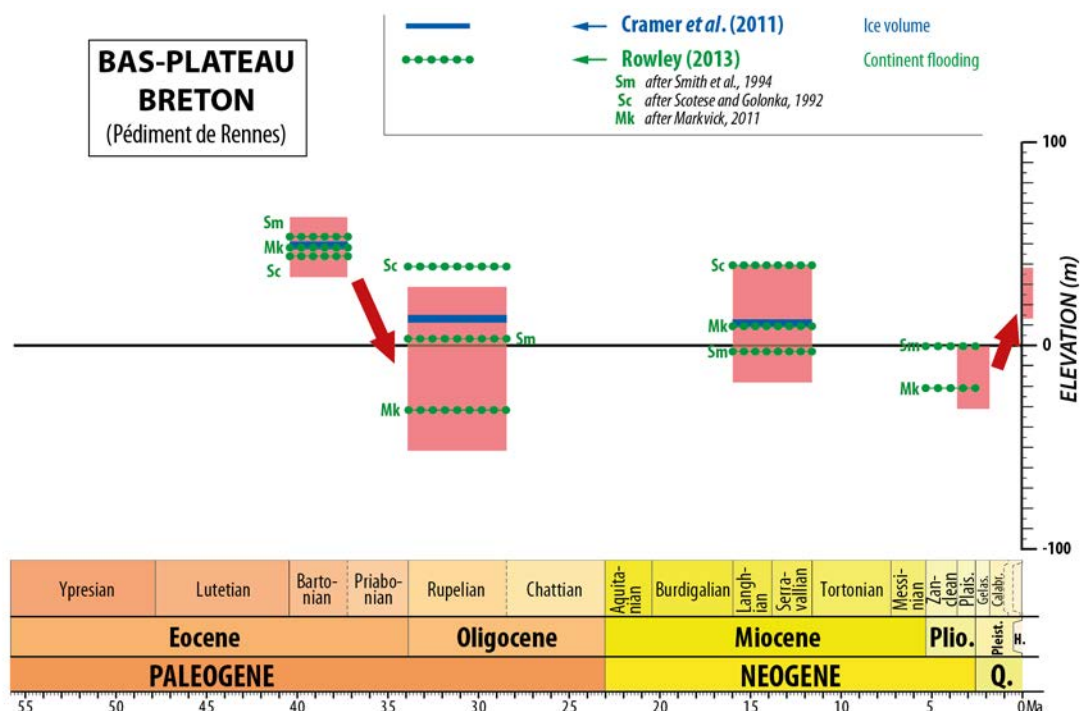 BAS-PLATEAU
BRETON
(Pédiment de Rennes)
Cramer et al. (2011) Ice volume
Rowley (2013) Continent flooding
Sm after Smith et al., 1994
Sc after Scotese and Golonka, 1992
Mk after Markvick, 2011
100
Sm
Mk
Sc
Sc
Sm
Mk
Sc
Mk
Sm
Sm
Mk
0
ELEVATION (m)
-100
Ypresian Lutetian Barto-nian Priabo-nian Rupelian Chattian Aquita-nian Burdigalian Langh-ian Serra-vallian Tortonian Messi-nian Zan-clean Plais. Gelas. Calabr.
Eocene Oligocene Miocene Plio. Pleist. H.
PALEOGENE NEOGENE Q.
55 50 45 40 35 30 25 20 15 10 5 0Ma